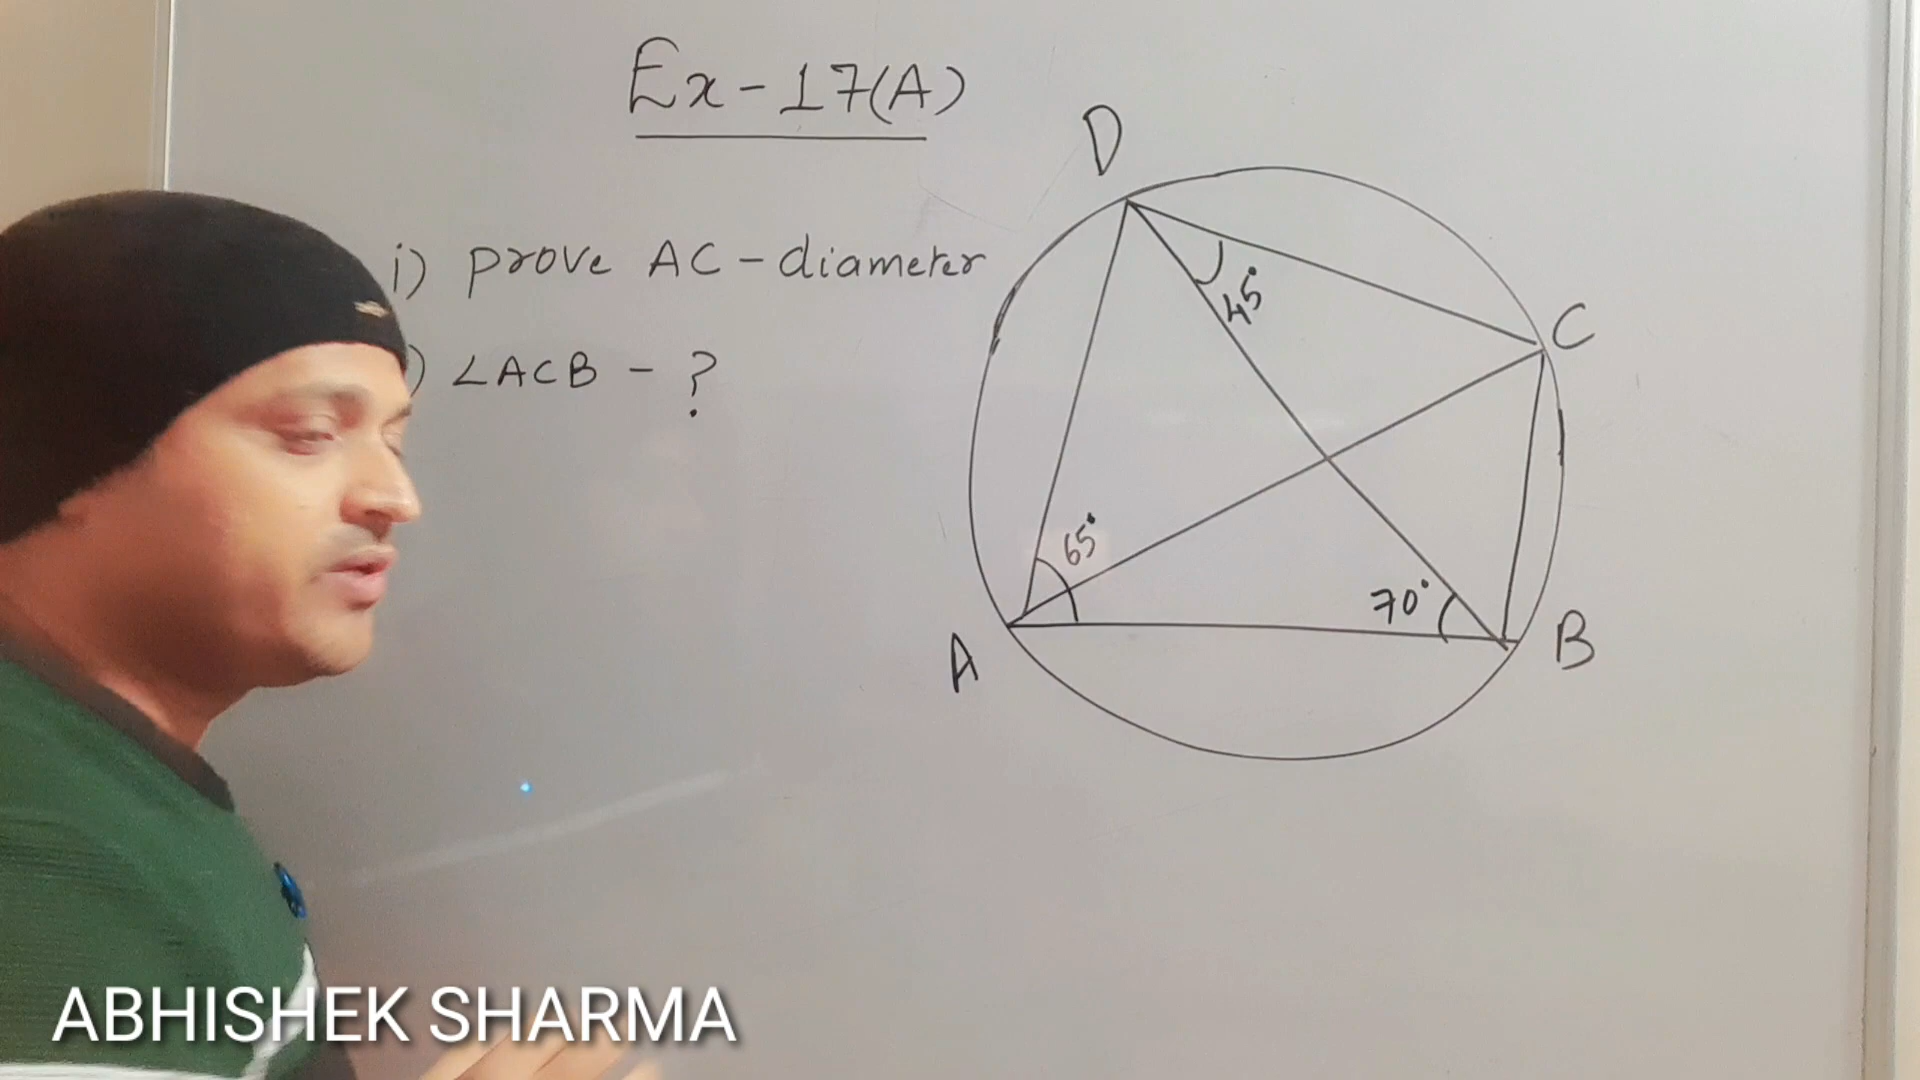 Ex - 17(A)
i) prove AC - diameter
) ∠ACB - ?
D
45°
C
65°
70°
A
B
ABHISHEK SHARMA